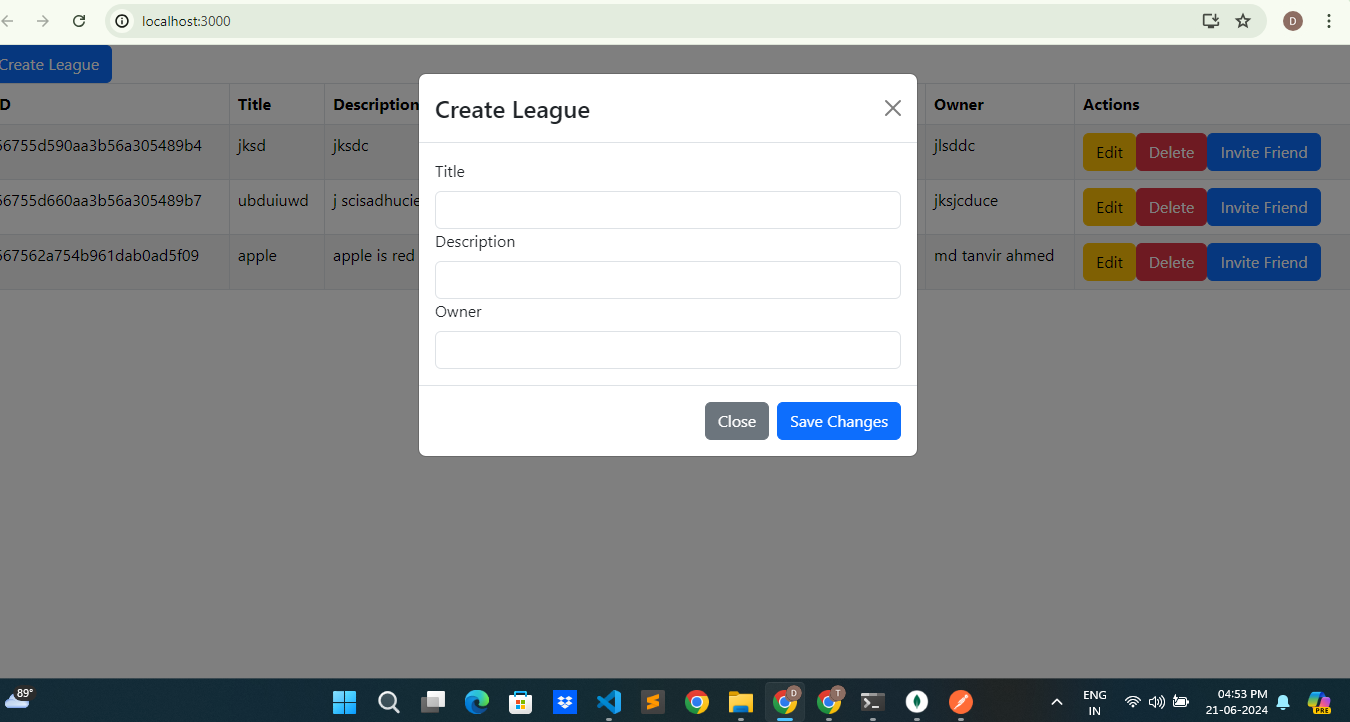 localhost:3000
D
Create League
D Title Description Owner Actions
66755d590aa3b56a305489b4 jksd jksdc jlsddc Edit Delete Invite Friend
66755d660aa3b56a305489b7 ubduiuwd j scisadhucie jksjcduce Edit Delete Invite Friend
667562a754b961dab0ad5f09 apple apple is red md tanvir ahmed Edit Delete Invite Friend
Create League
Title
Description
Owner
Close Save Changes
89°
D
T
ENG
IN
04:53 PM
21-06-2024
PRE